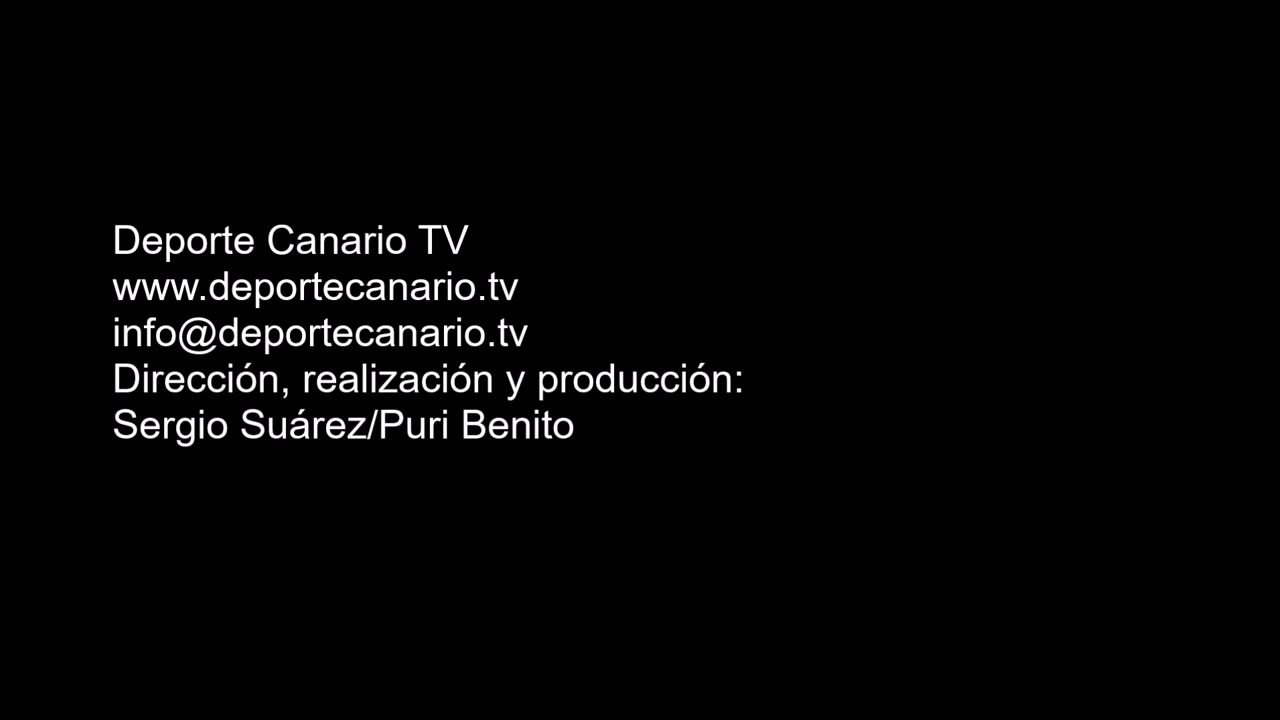 Deporte Canario TV
www.deportecanario.tv
info@deportecanario.tv
Dirección, realización y producción:
Sergio Suárez/Puri Benito